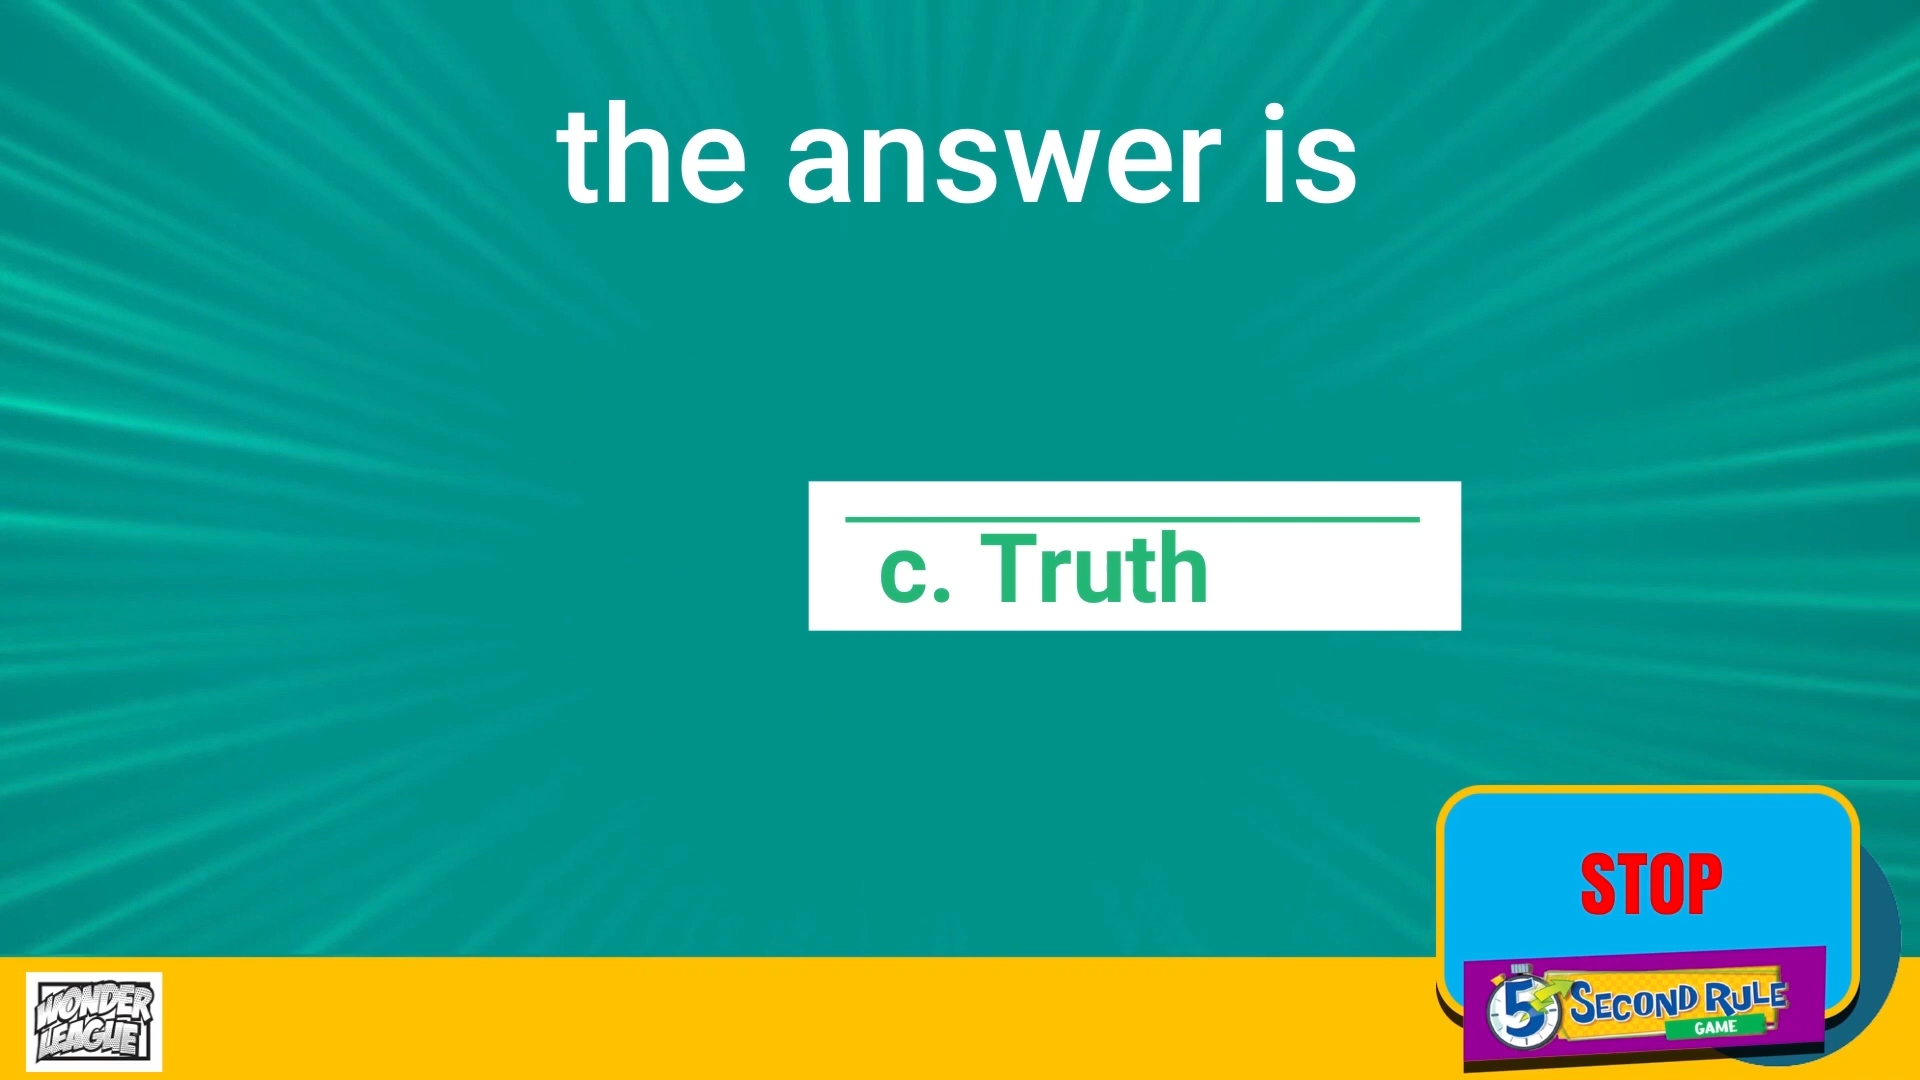 the answer is
c. Truth
STOP
5 SECOND RULE
GAME
WONDER
LEAGUE